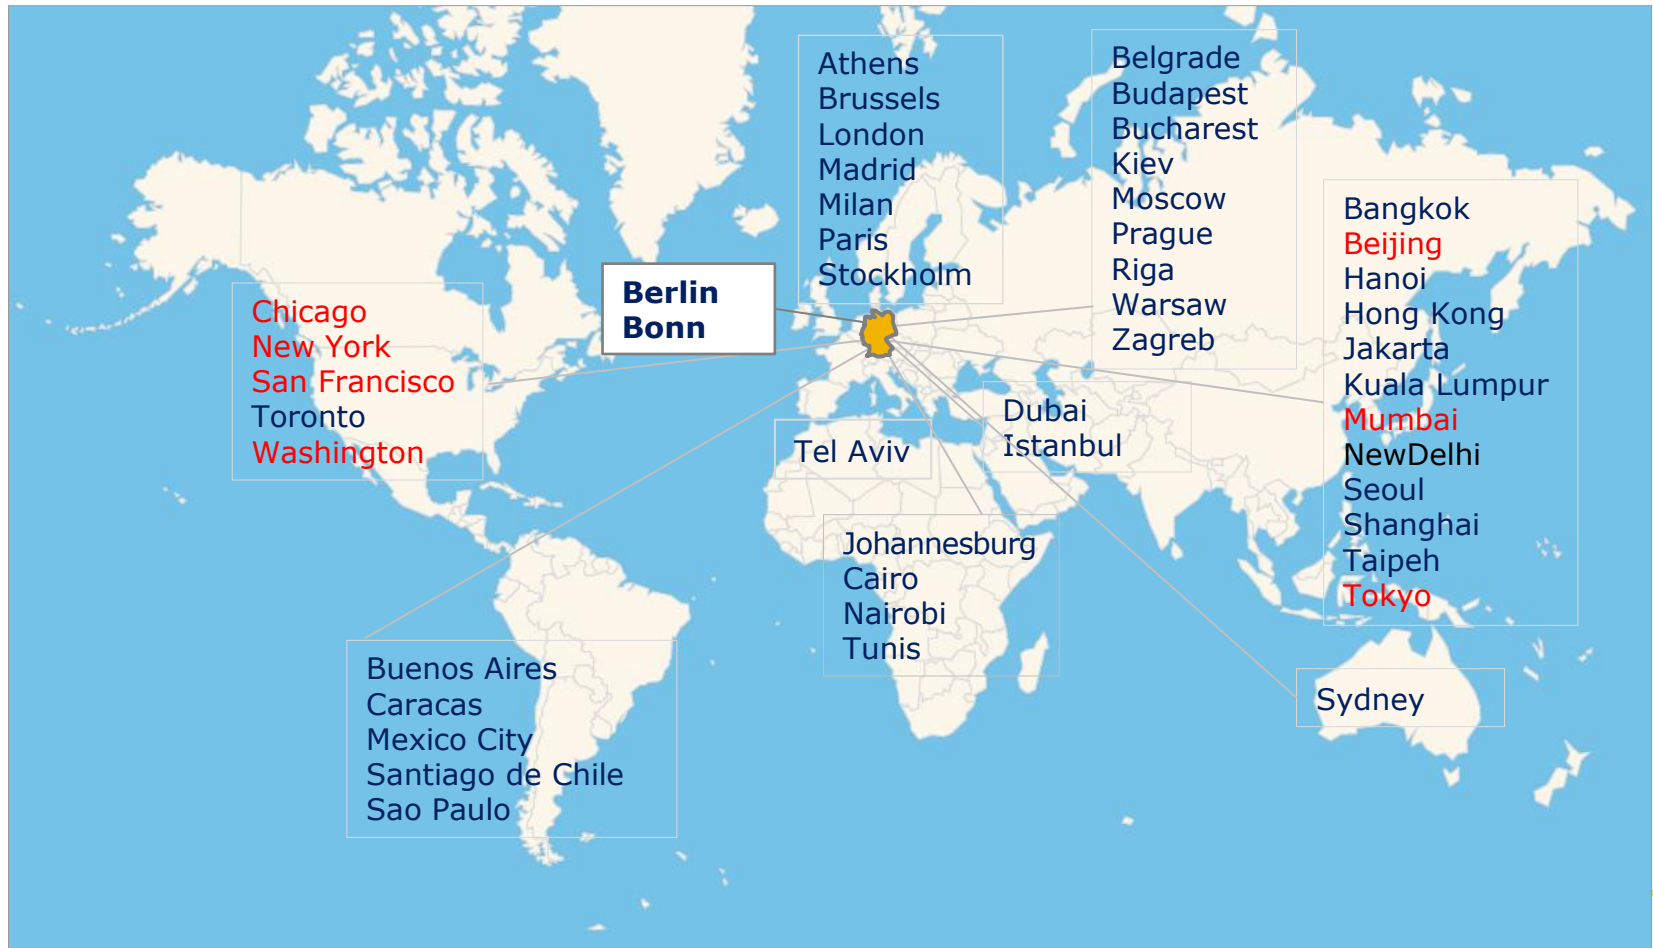 Athens
Brussels
London
Madrid
Milan
Paris
Stockholm
Belgrade
Budapest
Bucharest
Kiev
Moscow
Prague
Riga
Warsaw
Zagreb
Bangkok
Beijing
Hanoi
Hong Kong
Jakarta
Kuala Lumpur
Mumbai
NewDelhi
Seoul
Shanghai
Taipeh
Tokyo
Berlin
Bonn
Chicago
New York
San Francisco
Toronto
Washington
Dubai
Istanbul
Tel Aviv
Johannesburg
Cairo
Nairobi
Tunis
Buenos Aires
Caracas
Mexico City
Santiago de Chile
Sao Paulo
Sydney